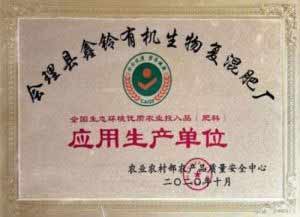 会理县鑫铃有机生物复混肥厂
CAQS
全国生态环境优质农业投入品（肥料）
应用生产单位
农业农村部农产品质量安全中心
二〇二〇年十月